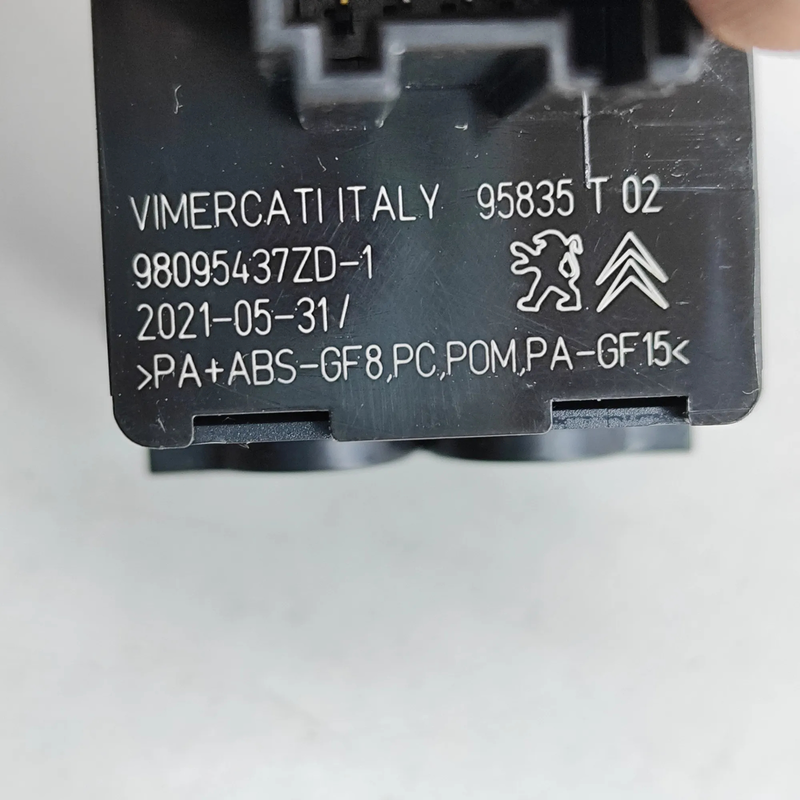 VIMERCATI ITALY 95835 T 02
98095437ZD-1
2021-05-31/
>PA+ABS-GF8,PC,POM,PA-GF15<